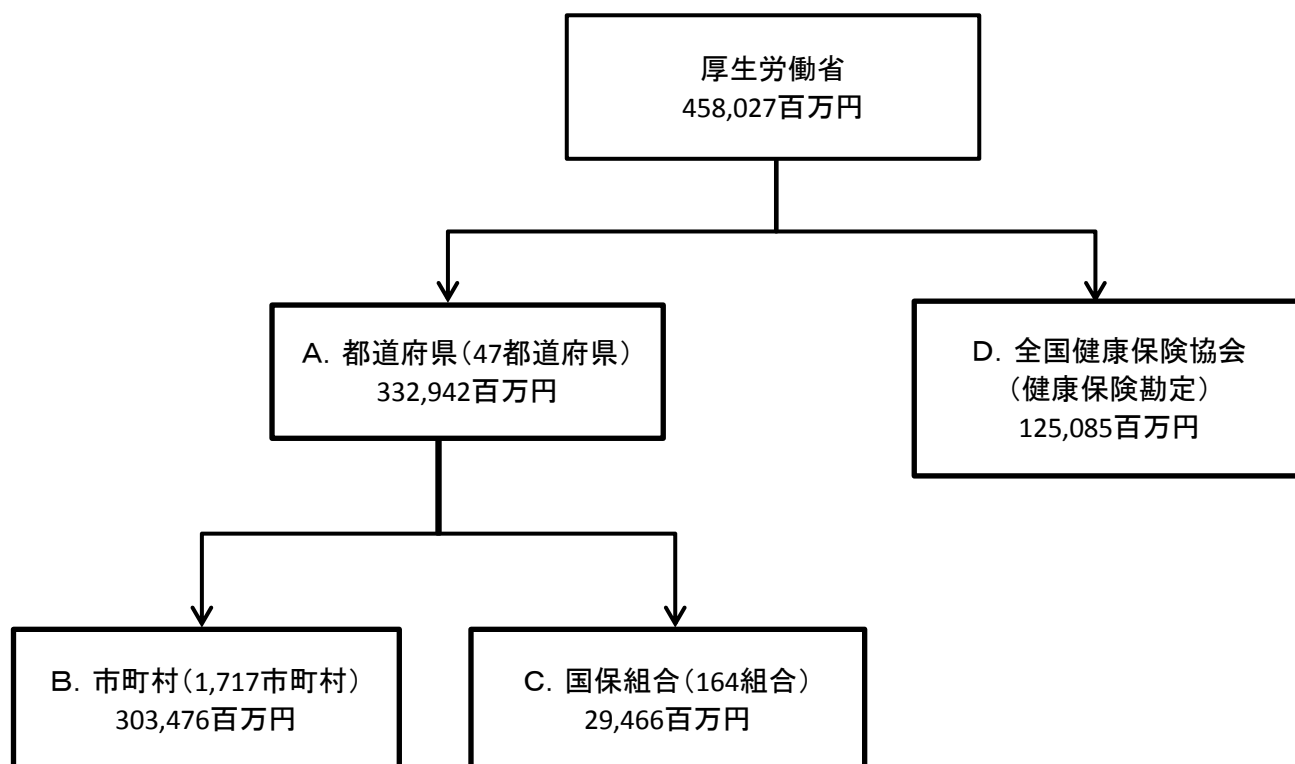 厚生労働省
458,027百万円
A. 都道府県(47都道府県)
332,942百万円
D. 全国健康保険協会
(健康保険勘定)
125,085百万円
B. 市町村(1,717市町村)
303,476百万円
C. 国保組合(164組合)
29,466百万円